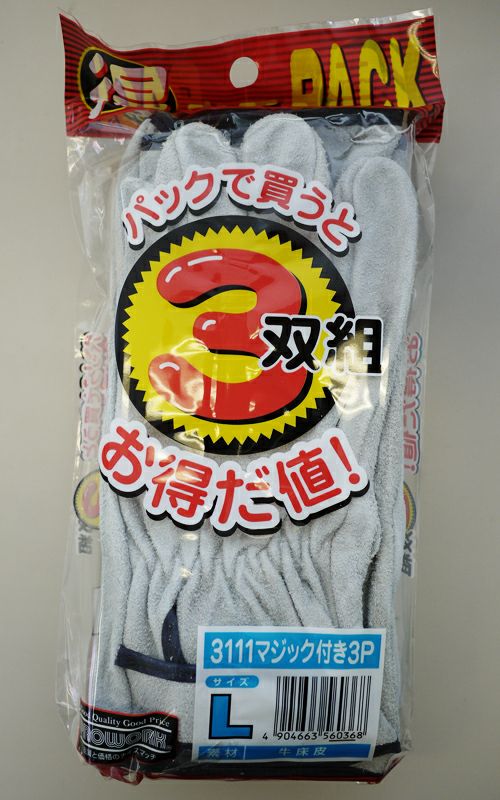 得
PACK
パックで買うと
3双組
お得だ値!
3111マジック付き3P
サイズ
L
4 904663 560368
素材 牛床皮
Quality Good Price